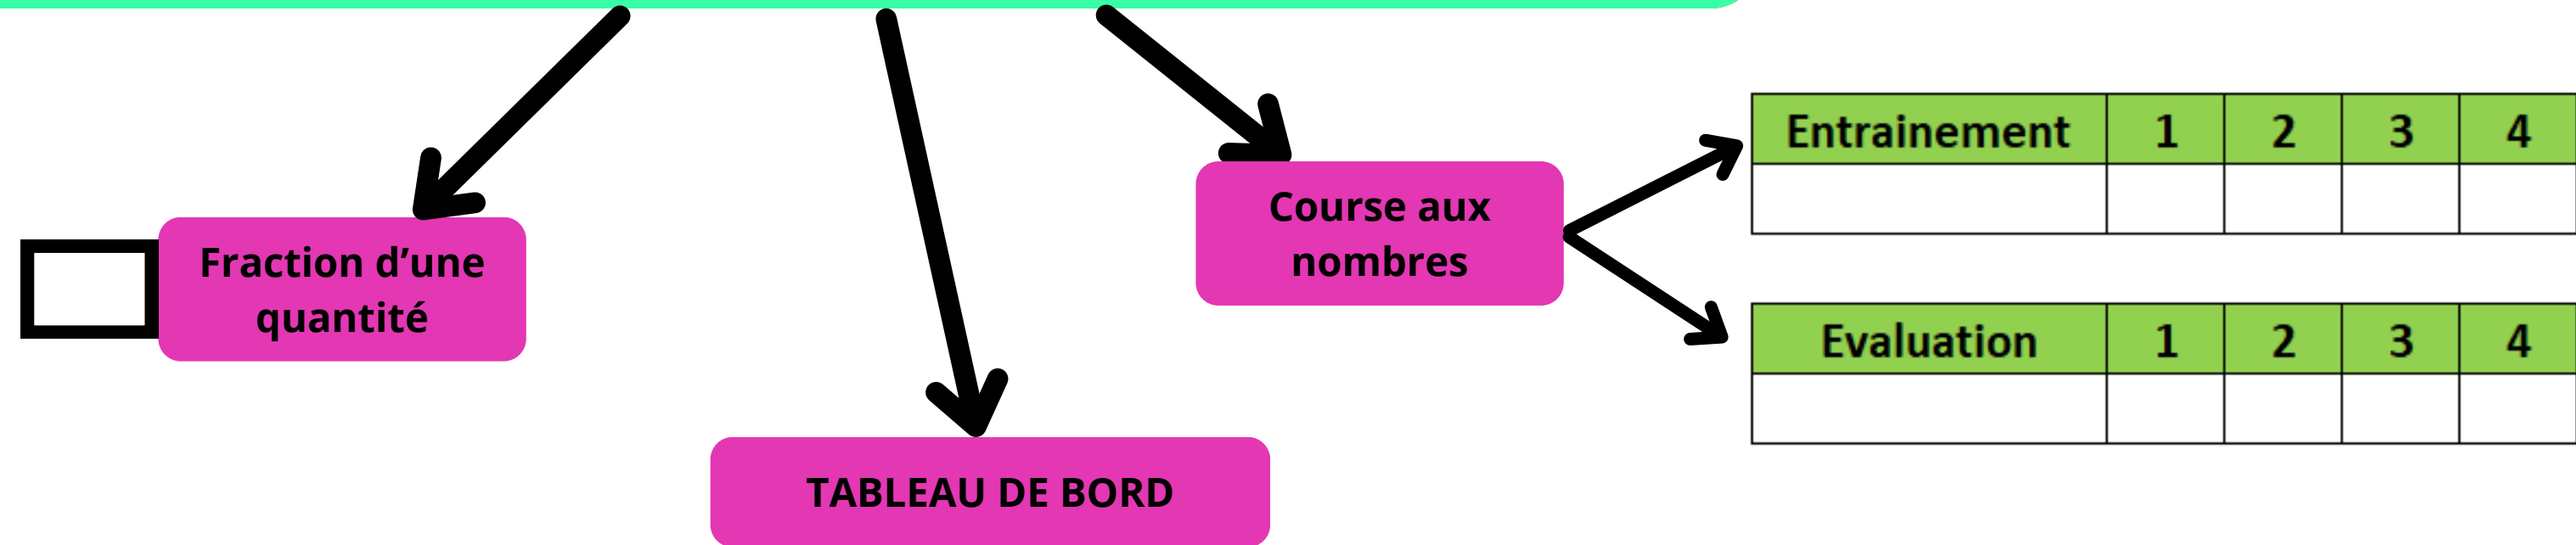 Entrainement 1 2 3 4
Course aux
nombres
Fraction d’une
quantité
Evaluation 1 2 3 4
TABLEAU DE BORD